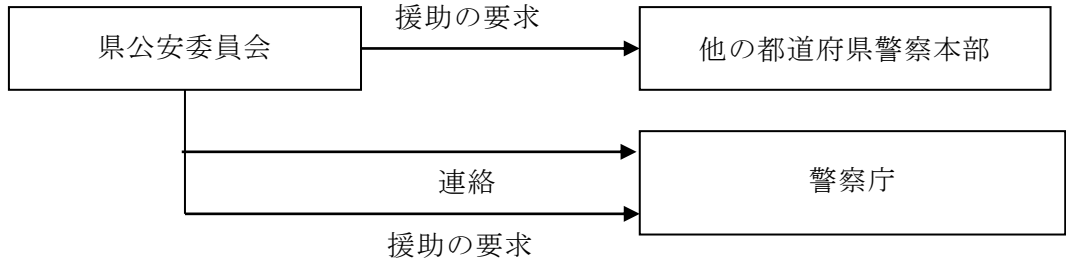 援助の要求
県公安委員会
他の都道府県警察本部
連絡
警察庁
援助の要求